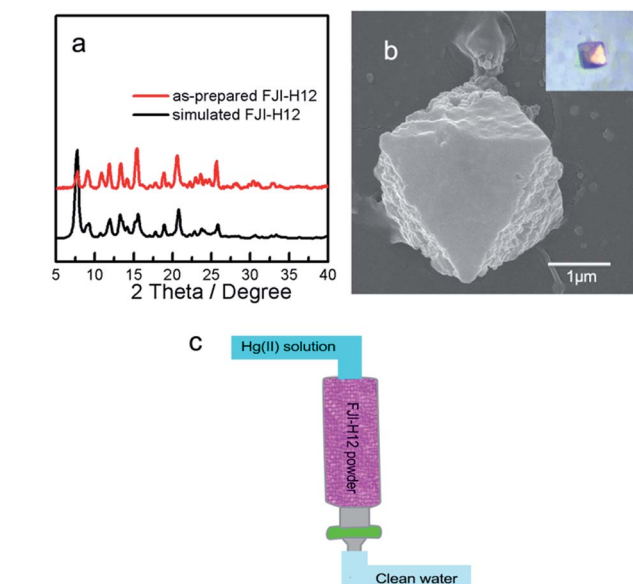 a
as-prepared FJI-H12
simulated FJI-H12
5 10 15 20 25 30 35 40
2 Theta / Degree
b
1μm
c
Hg(II) solution
FJI-H12 powder
Clean water